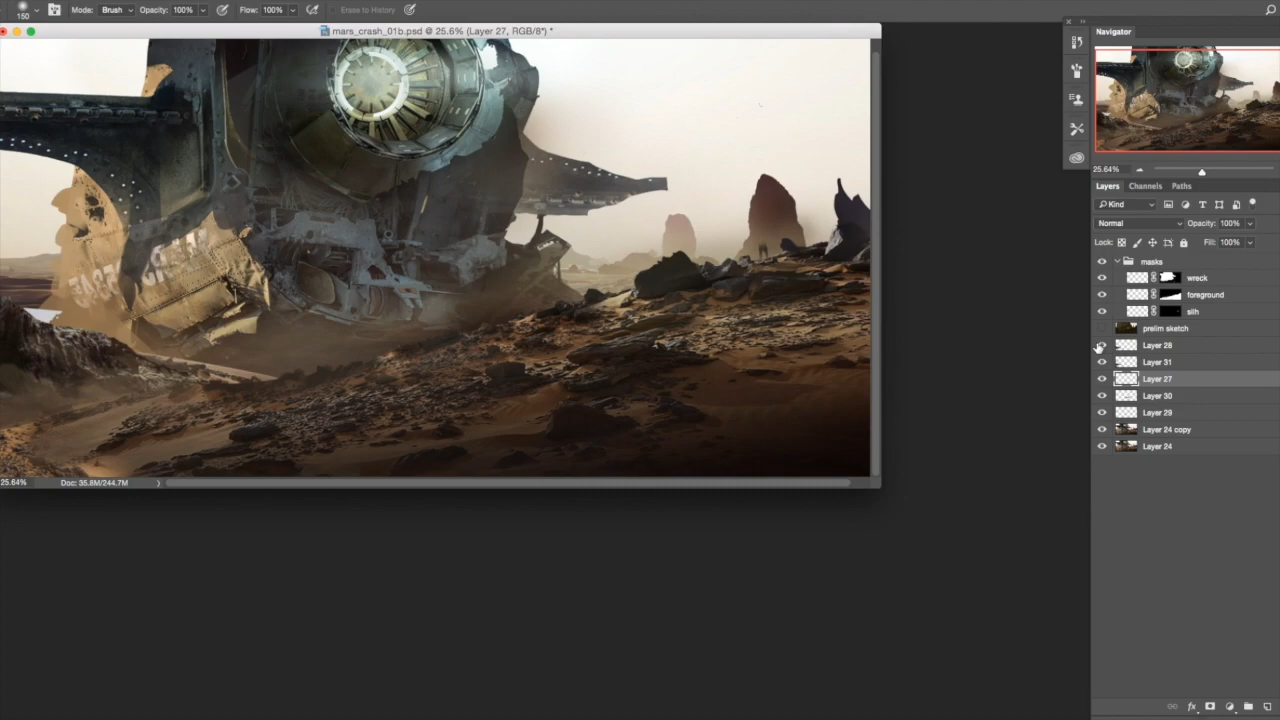 150 Mode: Brush Opacity: 100% Flow: 100% Erase to History
mars_crash_01b.psd @ 25.6% (Layer 27, RGB/8*) *
25.64% Doc: 35.8M/244.7M
Navigator
25.64%
Layers Channels Paths
Kind
Normal Opacity: 100%
Lock: Fill: 100%
masks
wreck
foreground
silh
prelim sketch
Layer 28
Layer 31
Layer 27
Layer 30
Layer 29
Layer 24 copy
Layer 24
fx